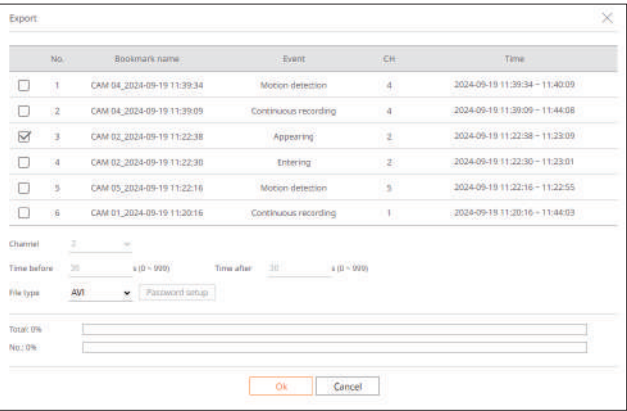 Export
No. Bookmark name Event CH Time
1 CAM 04_2024-09-19 11:39:34 Motion detection 4 2024-09-19 11:39:34 ~ 11:40:09
2 CAM 04_2024-09-19 11:39:09 Continuous recording 4 2024-09-19 11:39:09 ~ 11:44:08
3 CAM 02_2024-09-19 11:22:38 Appearing 2 2024-09-19 11:22:38 ~ 11:23:09
4 CAM 02_2024-09-19 11:22:30 Entering 2 2024-09-19 11:22:30 ~ 11:23:01
5 CAM 05_2024-09-19 11:22:16 Motion detection 5 2024-09-19 11:22:16 ~ 11:22:55
6 CAM 01_2024-09-19 11:20:16 Continuous recording 1 2024-09-19 11:20:16 ~ 11:44:03
Channel 2
Time before 30 s (0 ~ 999) Time after 30 s (0 ~ 999)
File type AVI Password setup
Total: 0%
No.: 0%
Ok Cancel